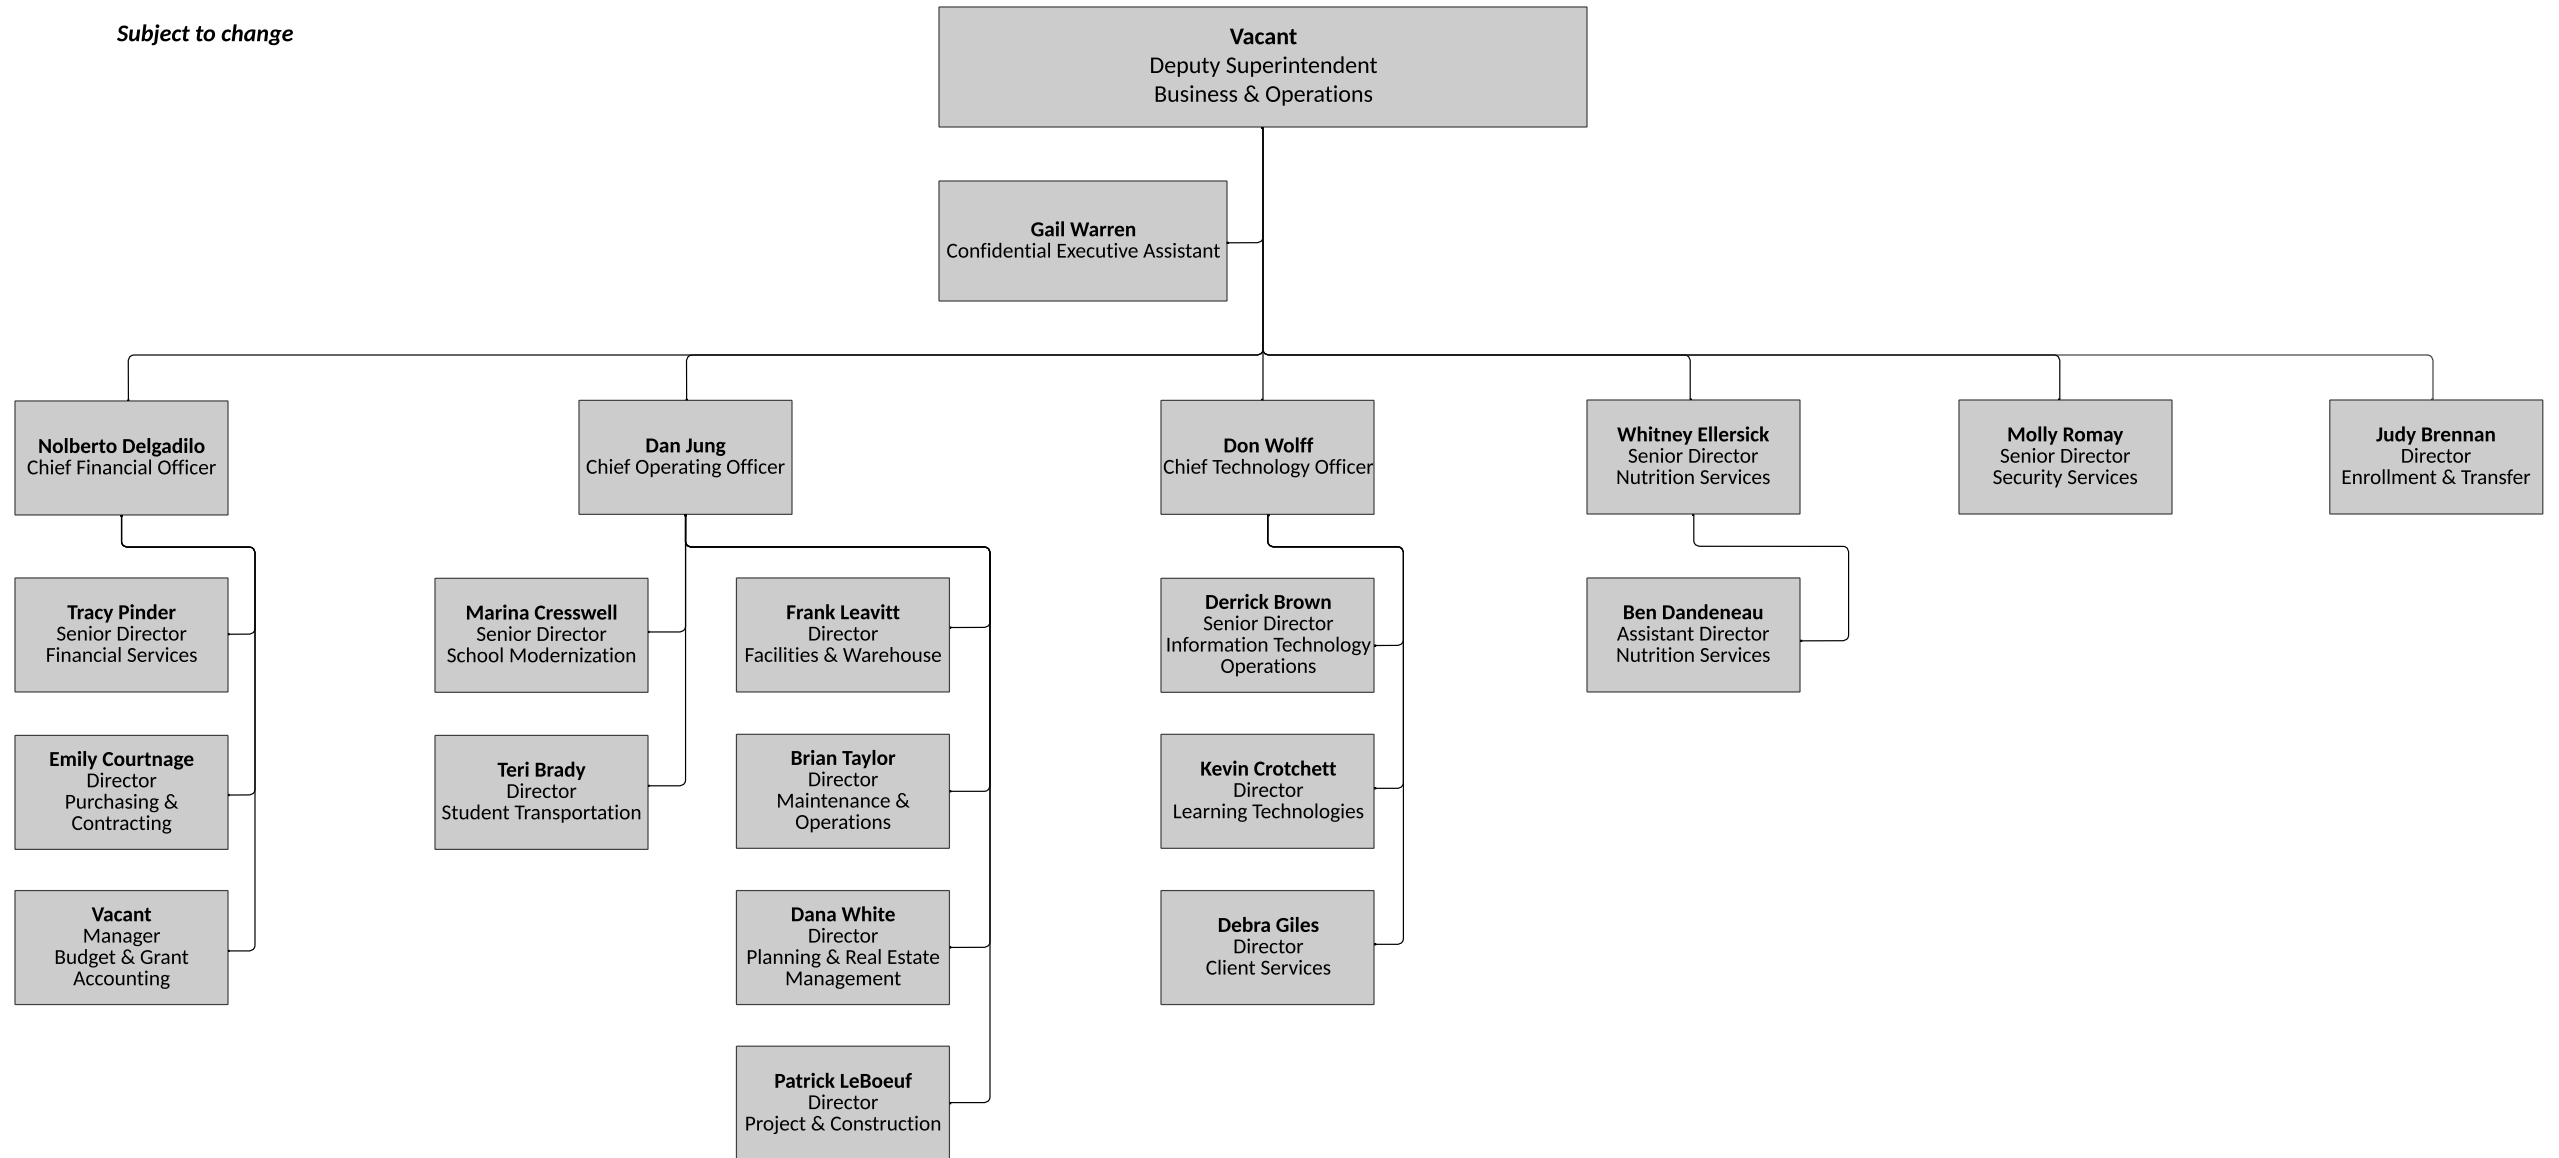 Subject to change
Vacant
Deputy Superintendent
Business & Operations
Gail Warren
Confidential Executive Assistant
Nolberto Delgadilo
Chief Financial Officer
Dan Jung
Chief Operating Officer
Don Wolff
Chief Technology Officer
Whitney Ellersick
Senior Director
Nutrition Services
Molly Romay
Senior Director
Security Services
Judy Brennan
Director
Enrollment & Transfer
Tracy Pinder
Senior Director
Financial Services
Marina Cresswell
Senior Director
School Modernization
Frank Leavitt
Director
Facilities & Warehouse
Derrick Brown
Senior Director
Information Technology
Operations
Ben Dandeneau
Assistant Director
Nutrition Services
Emily Courtnage
Director
Purchasing &
Contracting
Teri Brady
Director
Student Transportation
Brian Taylor
Director
Maintenance &
Operations
Kevin Crotchett
Director
Learning Technologies
Vacant
Manager
Budget & Grant
Accounting
Dana White
Director
Planning & Real Estate
Management
Debra Giles
Director
Client Services
Patrick LeBoeuf
Director
Project & Construction